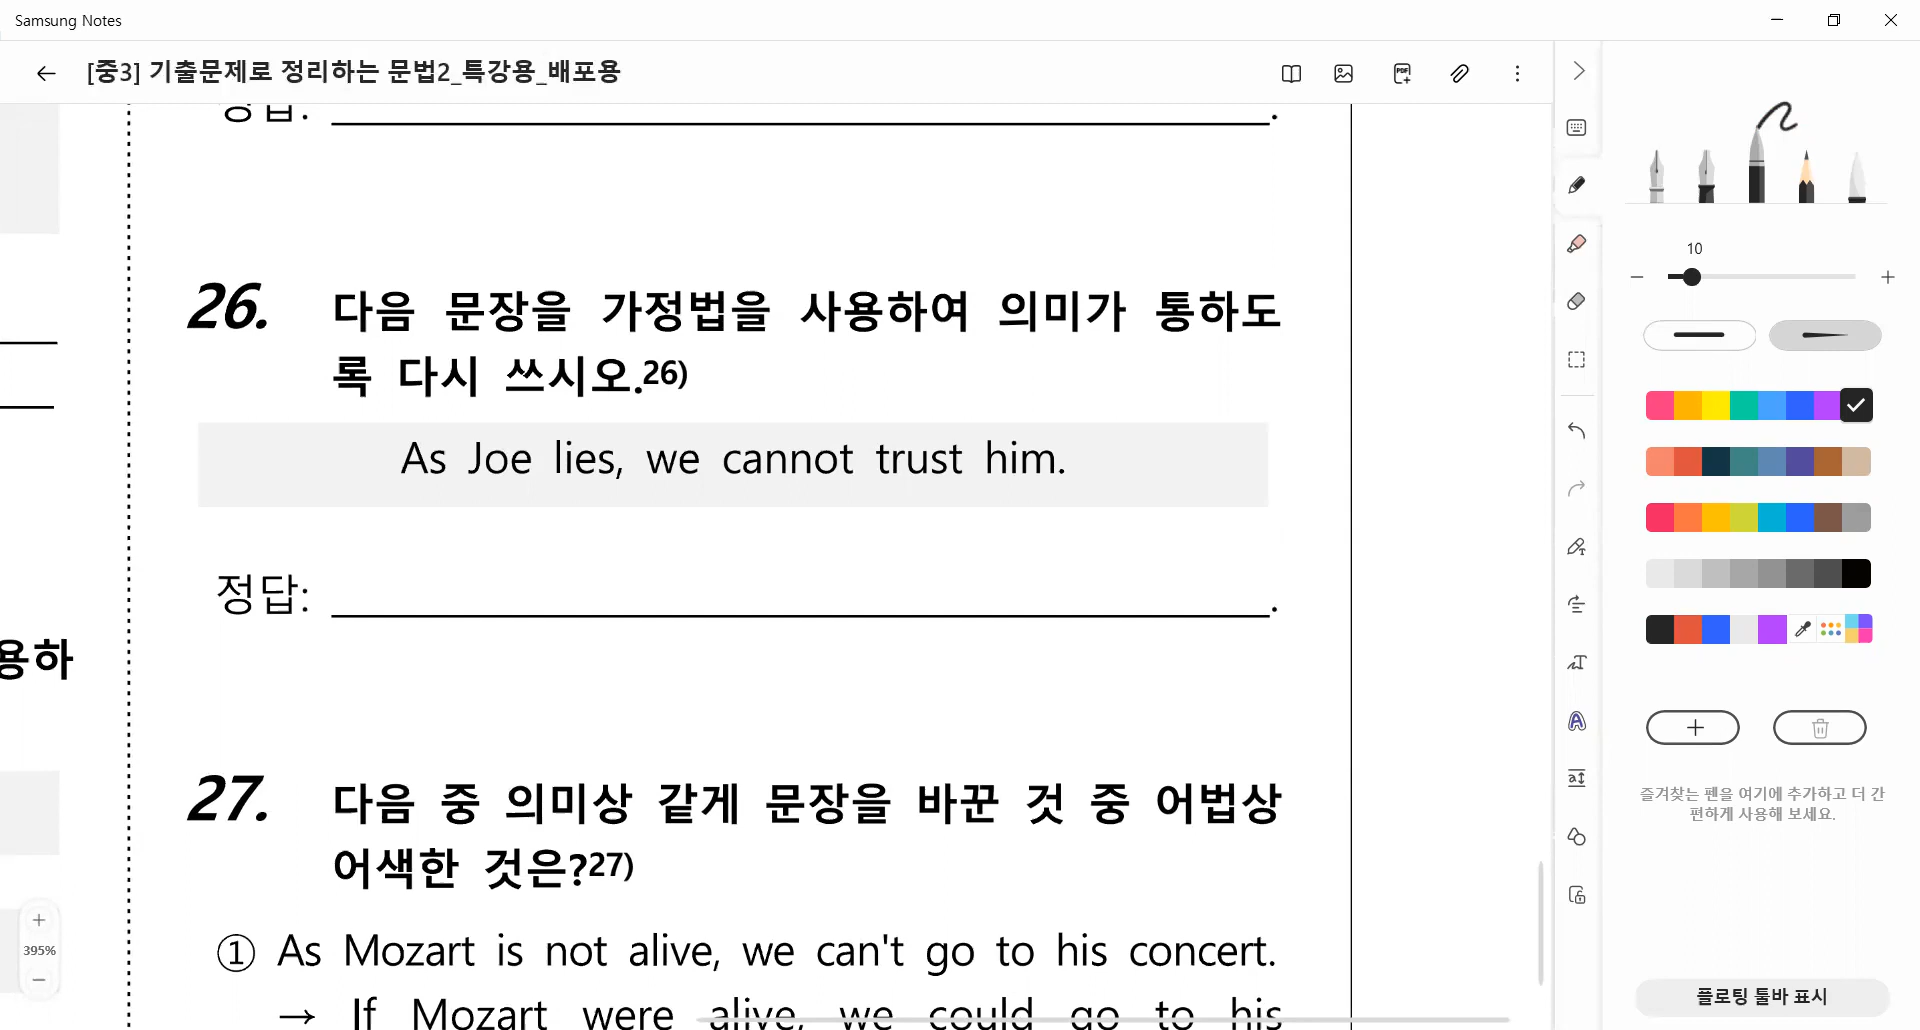 Samsung Notes
[중3] 기출문제로 정리하는 문법2_특강용_배포용
정답: .
26. 다음 문장을 가정법을 사용하여 의미가 통하도
록 다시 쓰시오.26)
As Joe lies, we cannot trust him.
정답: .
용하
27. 다음 중 의미상 같게 문장을 바꾼 것 중 어법상
어색한 것은?27)
① As Mozart is not alive, we can't go to his concert.
→ If Mozart were alive, we could go to his
395%
10
즐겨찾는 펜을 여기에 추가하고 더 간
편하게 사용해 보세요.
플로팅 툴바 표시